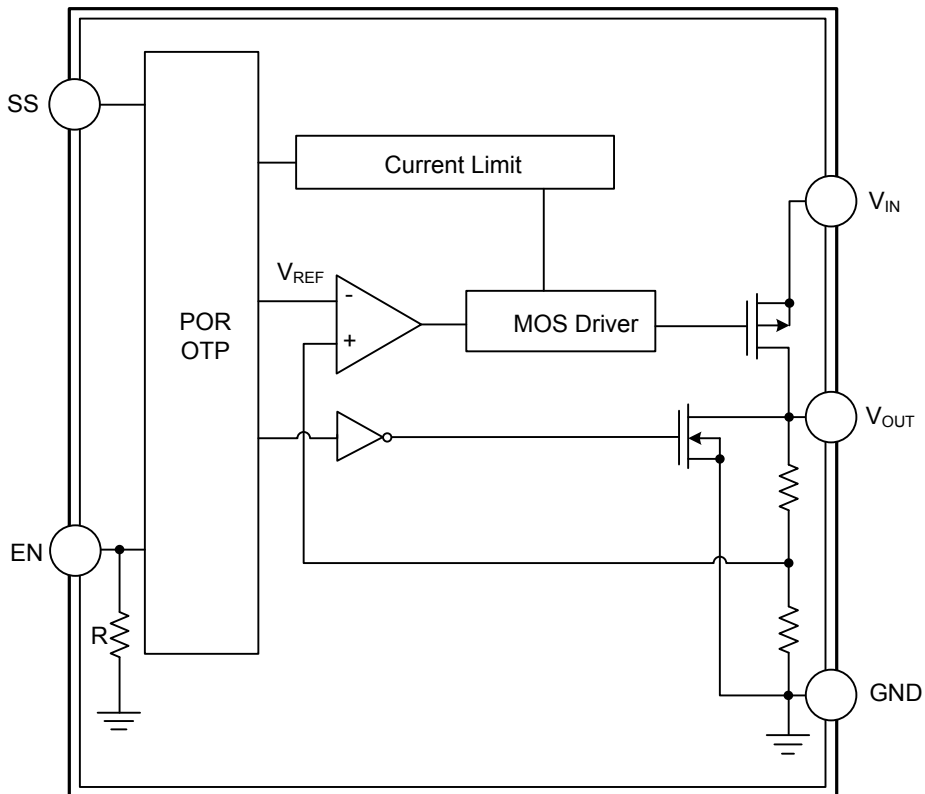 SS
Current Limit
V_IN
V_REF
-
POR
OTP
MOS Driver
+
V_OUT
EN
R
GND